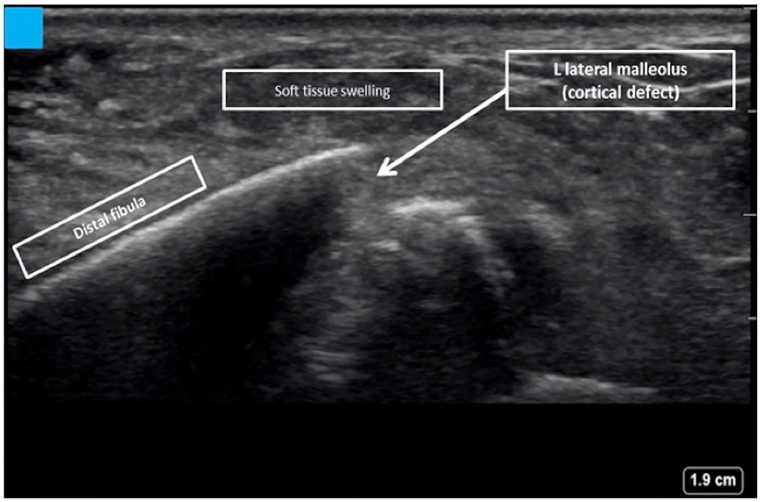 L lateral malleolus
(cortical defect)
Soft tissue swelling
Distal fibula
1.9 cm